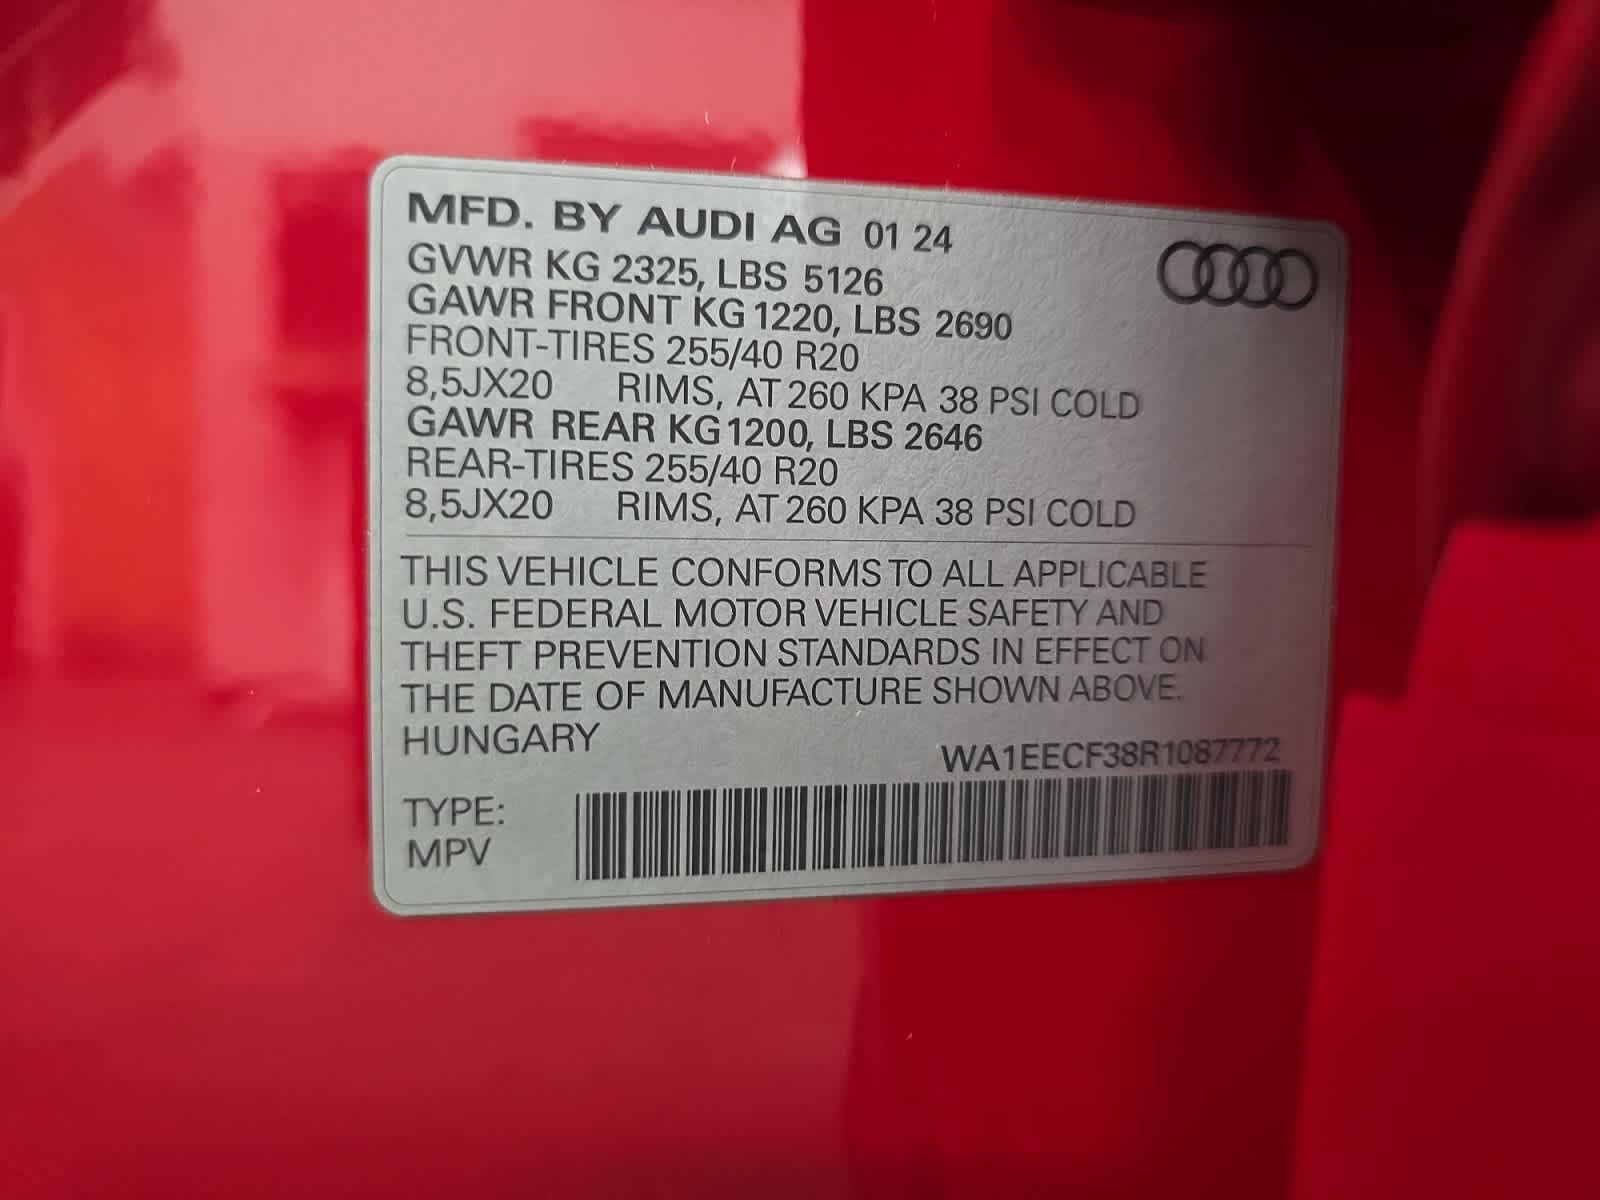 MFD. BY AUDI AG 01 24
GVWR KG 2325, LBS 5126
GAWR FRONT KG 1220, LBS 2690
FRONT-TIRES 255/40 R20
8,5JX20 RIMS, AT 260 KPA 38 PSI COLD
GAWR REAR KG 1200, LBS 2646
REAR-TIRES 255/40 R20
8,5JX20 RIMS, AT 260 KPA 38 PSI COLD
THIS VEHICLE CONFORMS TO ALL APPLICABLE
U.S. FEDERAL MOTOR VEHICLE SAFETY AND
THEFT PREVENTION STANDARDS IN EFFECT ON
THE DATE OF MANUFACTURE SHOWN ABOVE.
HUNGARY
WA1EECF38R1087772
TYPE:
MPV